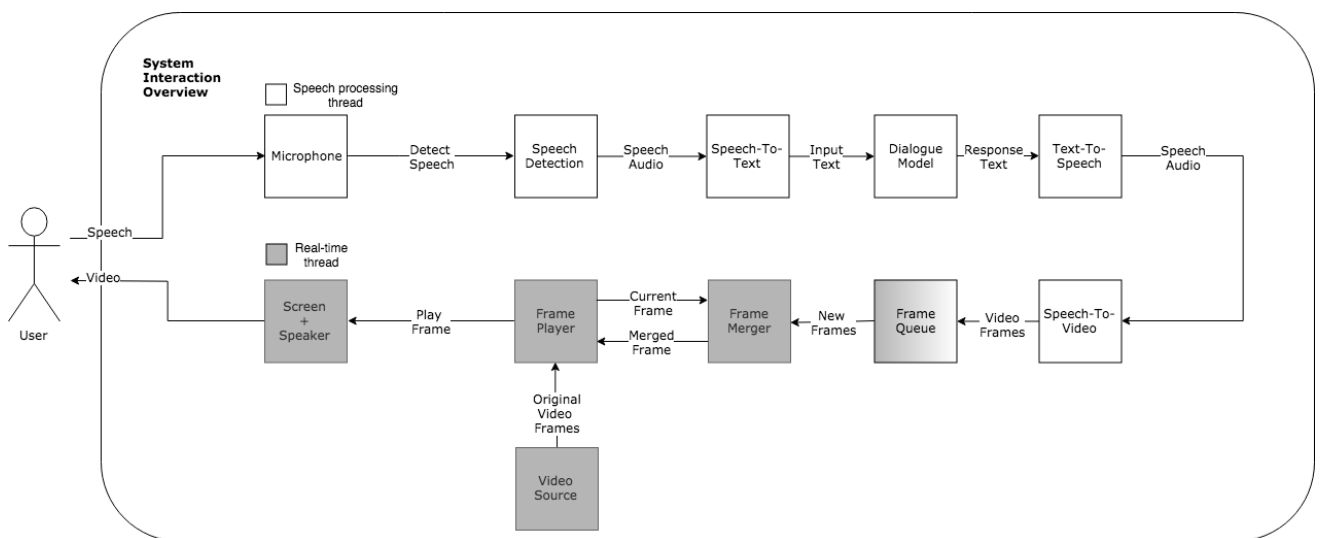 System
Interaction
Overview
Speech processing
thread
Microphone
Detect
Speech
Speech
Detection
Speech
Audio
Speech-To-
Text
Input
Text
Dialogue
Model
Response
Text
Text-To-
Speech
Speech
Audio
Speech
Video
User
Real-time
thread
Screen
+
Speaker
Play
Frame
Frame
Player
Current
Frame
Merged
Frame
Frame
Merger
New
Frames
Frame
Queue
Video
Frames
Speech-To-
Video
Original
Video
Frames
Video
Source